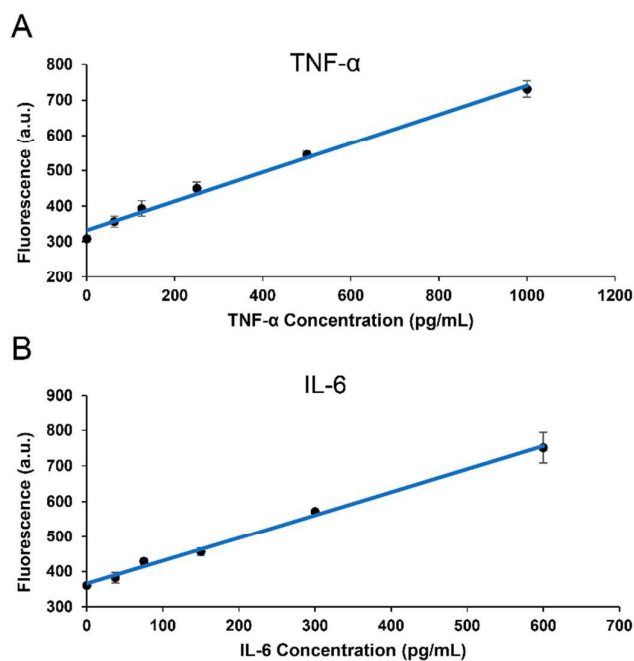 A
TNF-α
800
700
600
500
400
300
200
Fluorescence (a.u.)
0 200 400 600 800 1000 1200
TNF-α Concentration (pg/mL)
B
IL-6
900
800
700
600
500
400
300
Fluorescence (a.u.)
0 100 200 300 400 500 600 700
IL-6 Concentration (pg/mL)